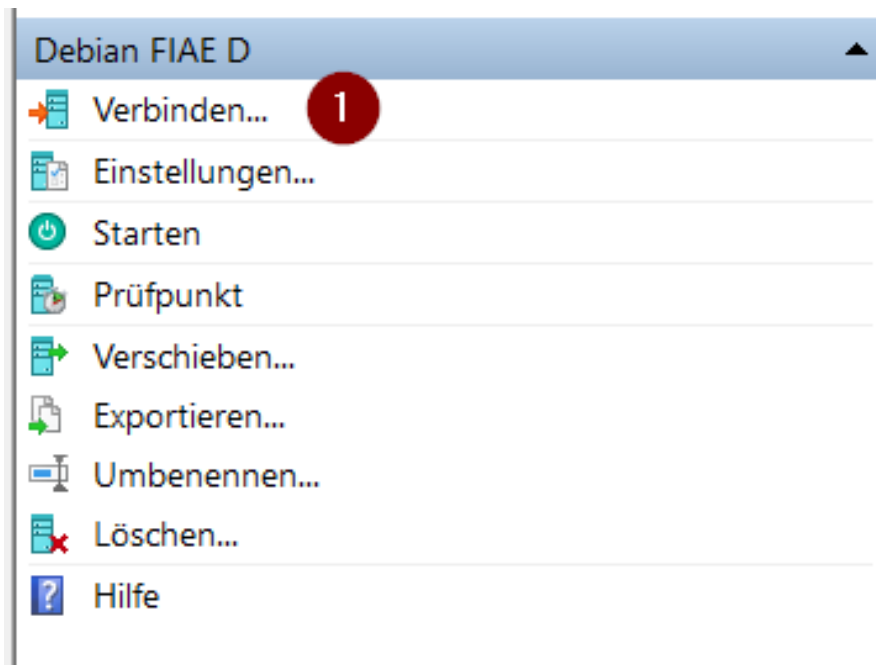 Debian FIAE D
Verbinden... 1
Einstellungen...
Starten
Prüfpunkt
Verschieben...
Exportieren...
Umbenennen...
Löschen...
? Hilfe